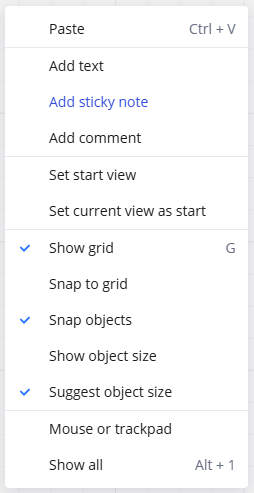 Paste Ctrl + V
Add text
Add sticky note
Add comment
Set start view
Set current view as start
Show grid G
Snap to grid
Snap objects
Show object size
Suggest object size
Mouse or trackpad
Show all Alt + 1